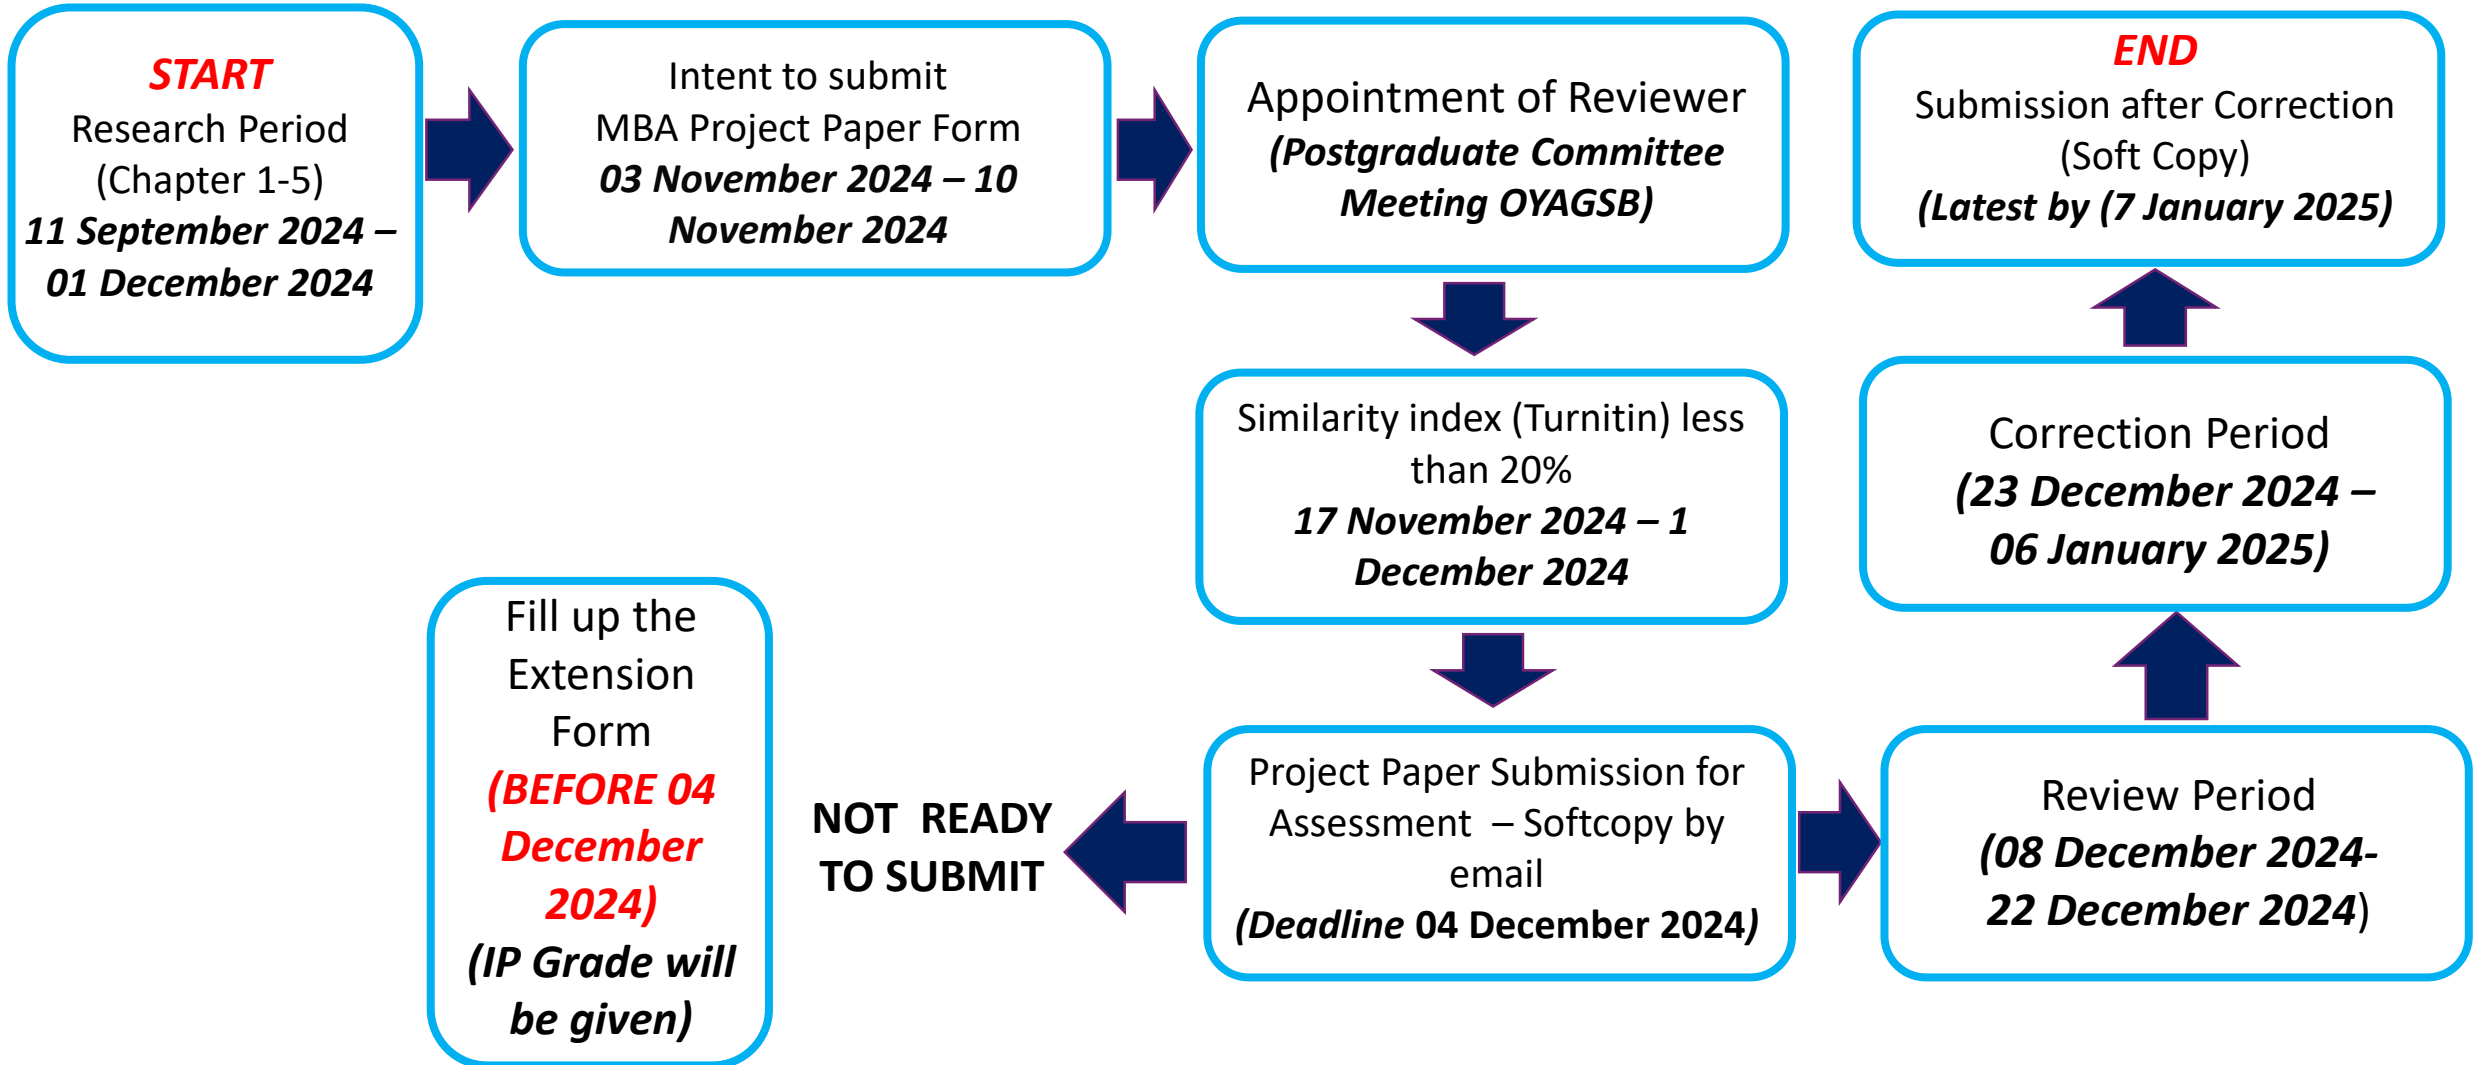 START
Research Period
(Chapter 1-5)
11 September 2024 –
01 December 2024
Intent to submit
MBA Project Paper Form
03 November 2024 – 10
November 2024
Appointment of Reviewer
(Postgraduate Committee
Meeting OYAGSB)
Similarity index (Turnitin) less
than 20%
17 November 2024 – 1
December 2024
Project Paper Submission for
Assessment – Softcopy by
email
(Deadline 04 December 2024)
NOT READY
TO SUBMIT
Fill up the
Extension
Form
(BEFORE 04
December
2024)
(IP Grade will
be given)
Review Period
(08 December 2024-
22 December 2024)
Correction Period
(23 December 2024 –
06 January 2025)
END
Submission after Correction
(Soft Copy)
(Latest by (7 January 2025)